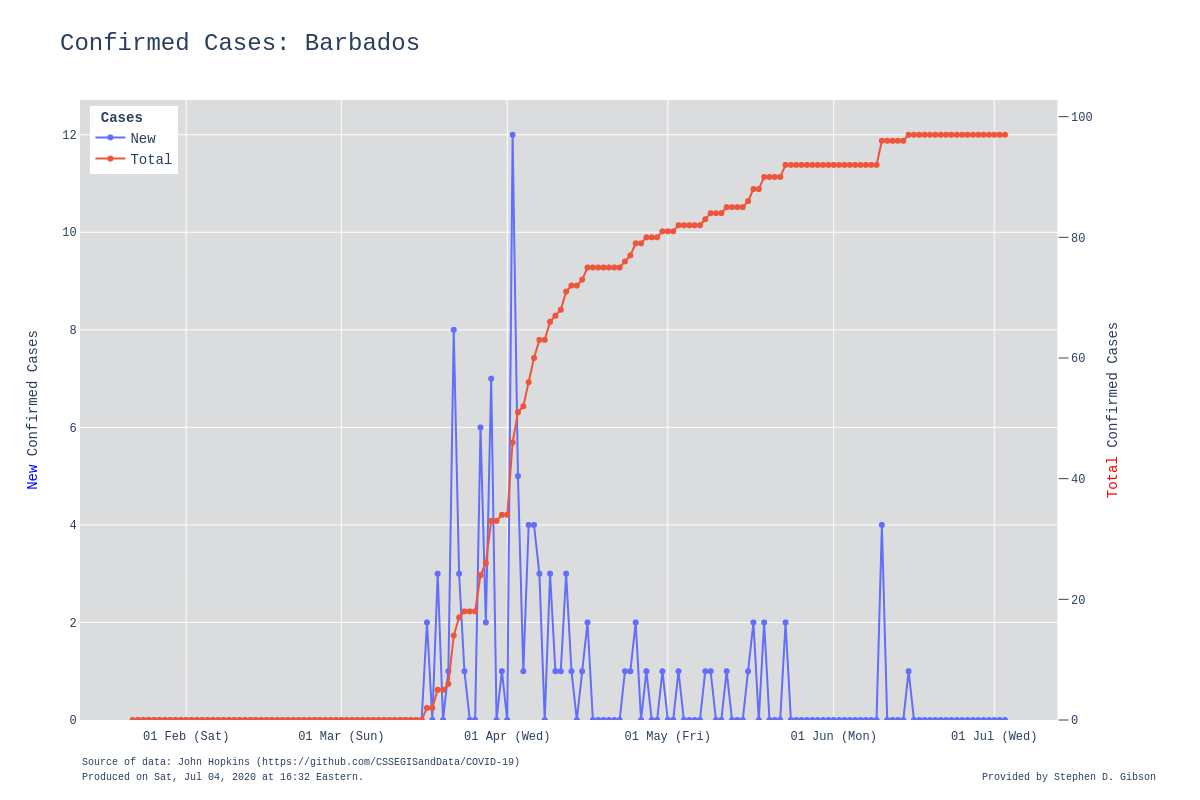 Confirmed Cases: Barbados
Cases
New
Total
12
10
8
6
4
2
0
100
80
60
40
20
0
New Confirmed Cases
Total Confirmed Cases
01 Feb (Sat)
01 Mar (Sun)
01 Apr (Wed)
01 May (Fri)
01 Jun (Mon)
01 Jul (Wed)
Source of data: John Hopkins (https://github.com/CSSEGISandData/COVID-19)
Produced on Sat, Jul 04, 2020 at 16:32 Eastern.
Provided by Stephen D. Gibson